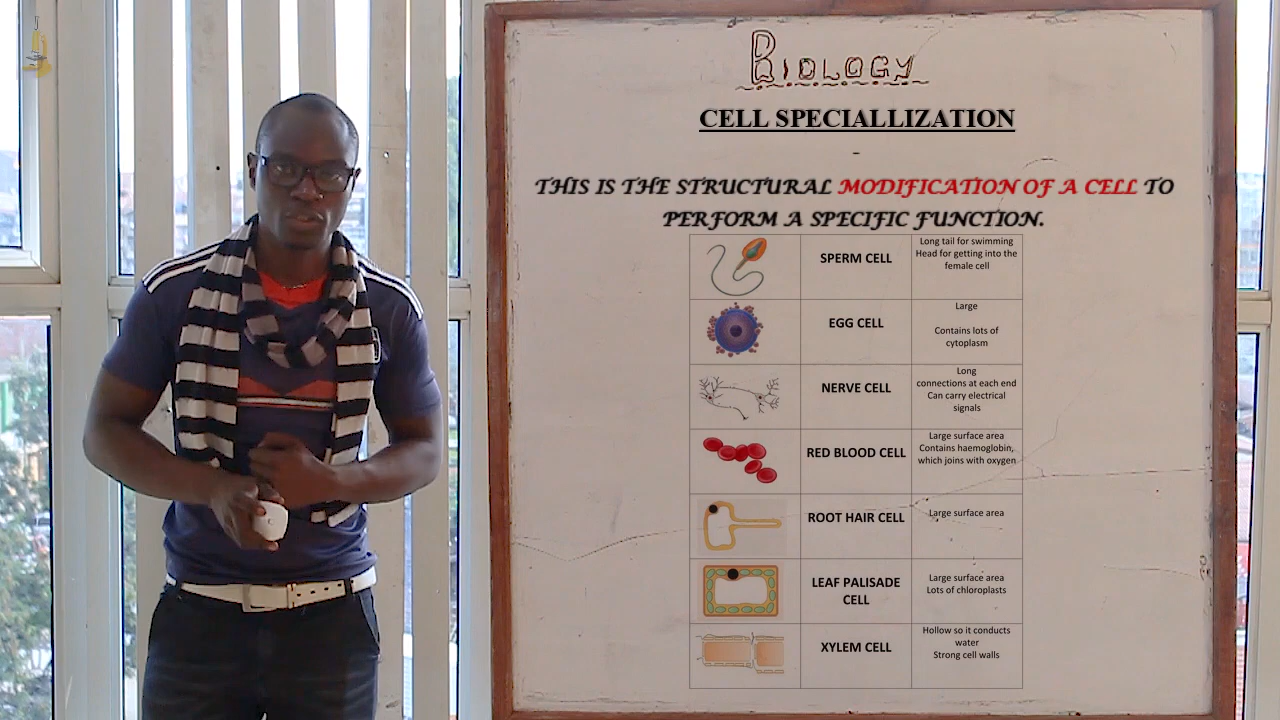 BIOLOGY
CELL SPECIALLIZATION
-
THIS IS THE STRUCTURAL MODIFICATION OF A CELL TO
PERFORM A SPECIFIC FUNCTION.
SPERM CELL
Long tail for swimming
Head for getting into the
female cell
EGG CELL
Large
Contains lots of
cytoplasm
NERVE CELL
Long
connections at each end
Can carry electrical
signals
RED BLOOD CELL
Large surface area
Contains haemoglobin,
which joins with oxygen
ROOT HAIR CELL
Large surface area
LEAF PALISADE
CELL
Large surface area
Lots of chloroplasts
XYLEM CELL
Hollow so it conducts
water
Strong cell walls